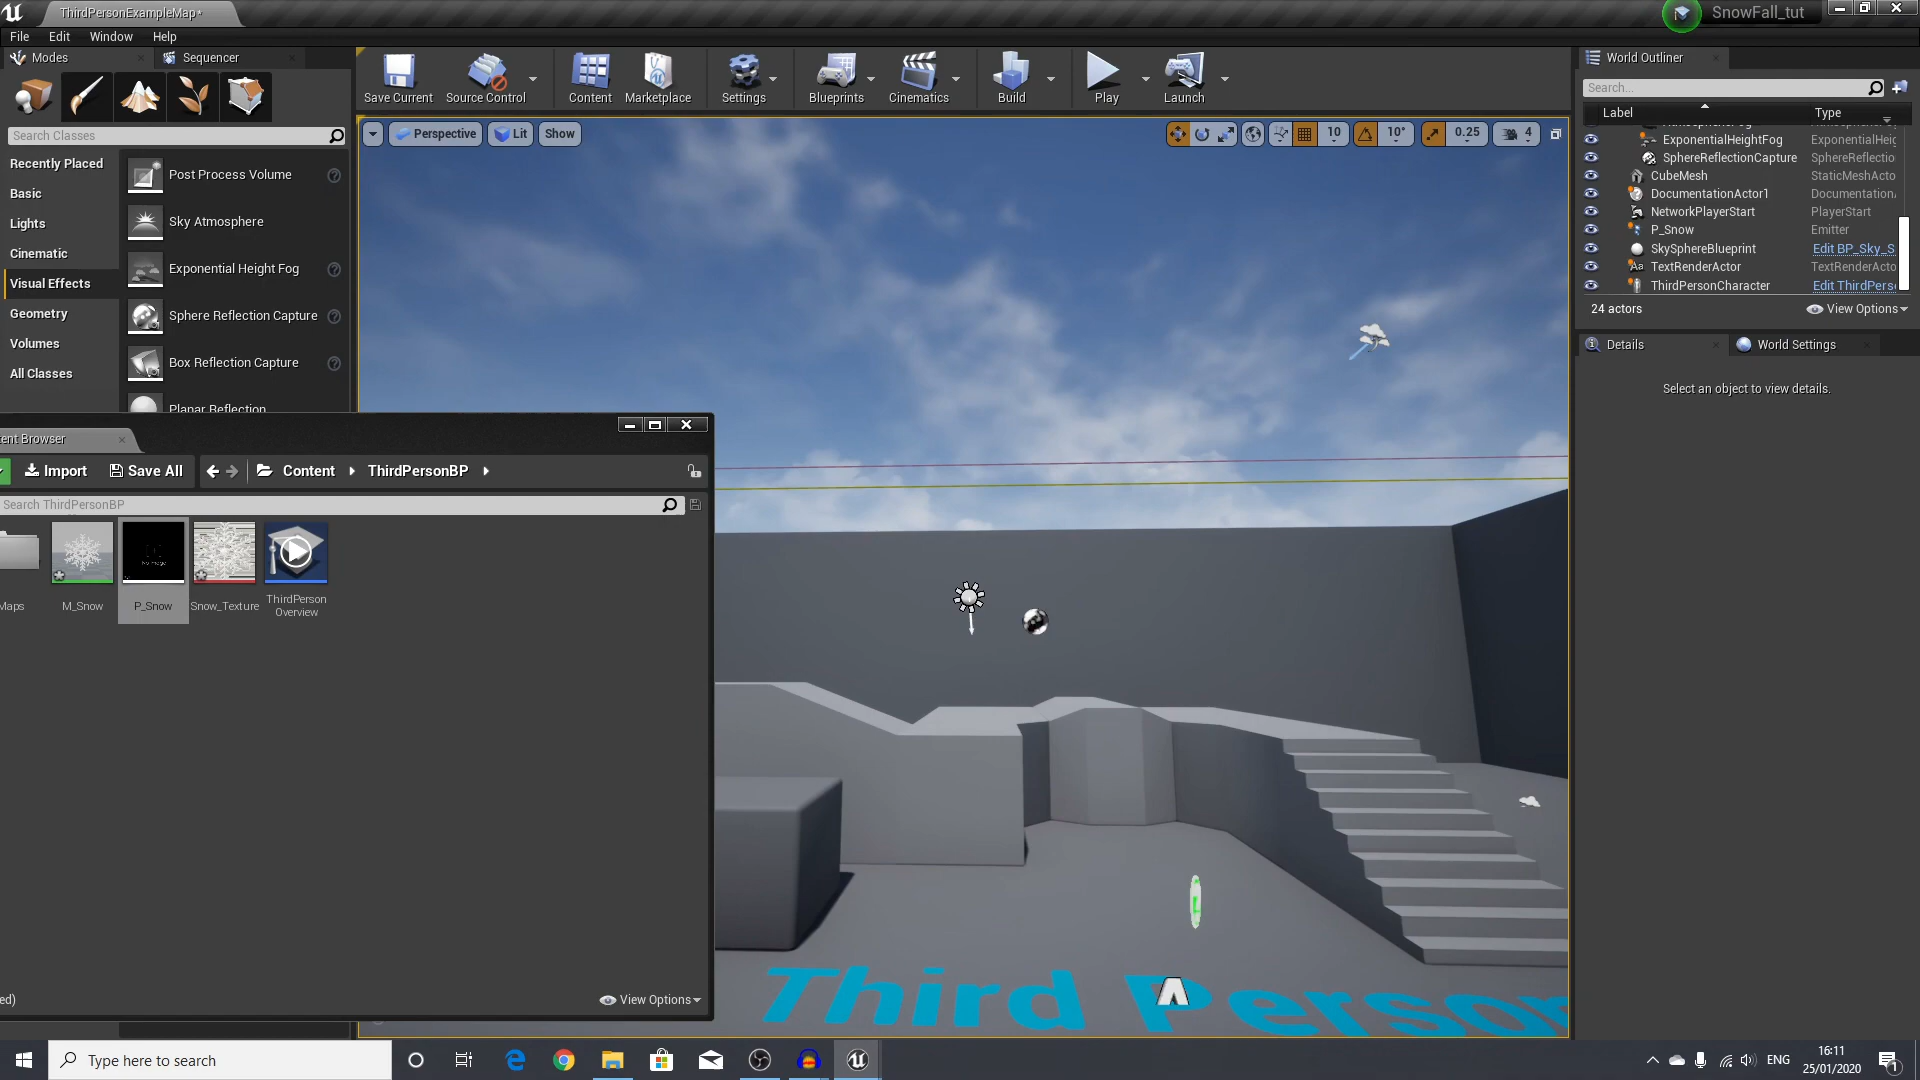 ThirdPersonExampleMap*
SnowFall_tut
File Edit Window Help
Modes
Sequencer
Search Classes
Recently Placed
Basic
Lights
Cinematic
Visual Effects
Geometry
Volumes
All Classes
Post Process Volume
Sky Atmosphere
Exponential Height Fog
Sphere Reflection Capture
Box Reflection Capture
Planar Reflection
Save Current
Source Control
Content
Marketplace
Settings
Blueprints
Cinematics
Build
Play
Launch
Perspective
Lit
Show
10
10°
0.25
4
World Outliner
Search...
Label Type
ExponentialHeightFog ExponentialHeig
SphereReflectionCapture SphereReflectio
CubeMesh StaticMeshActo
DocumentationActor1 Documentation
NetworkPlayerStart PlayerStart
P_Snow Emitter
SkySphereBlueprint Edit BP_Sky_S
TextRenderActor TextRenderActo
ThirdPersonCharacter Edit ThirdPers
24 actors
View Options
Details
World Settings
Select an object to view details.
ent Browser
Import
Save All
Content
ThirdPersonBP
Search ThirdPersonBP
Maps
M_Snow
P_Snow
Snow_Texture
ThirdPerson
Overview
ed)
View Options
Third Person
Type here to search
ENG
16:11
25/01/2020
1